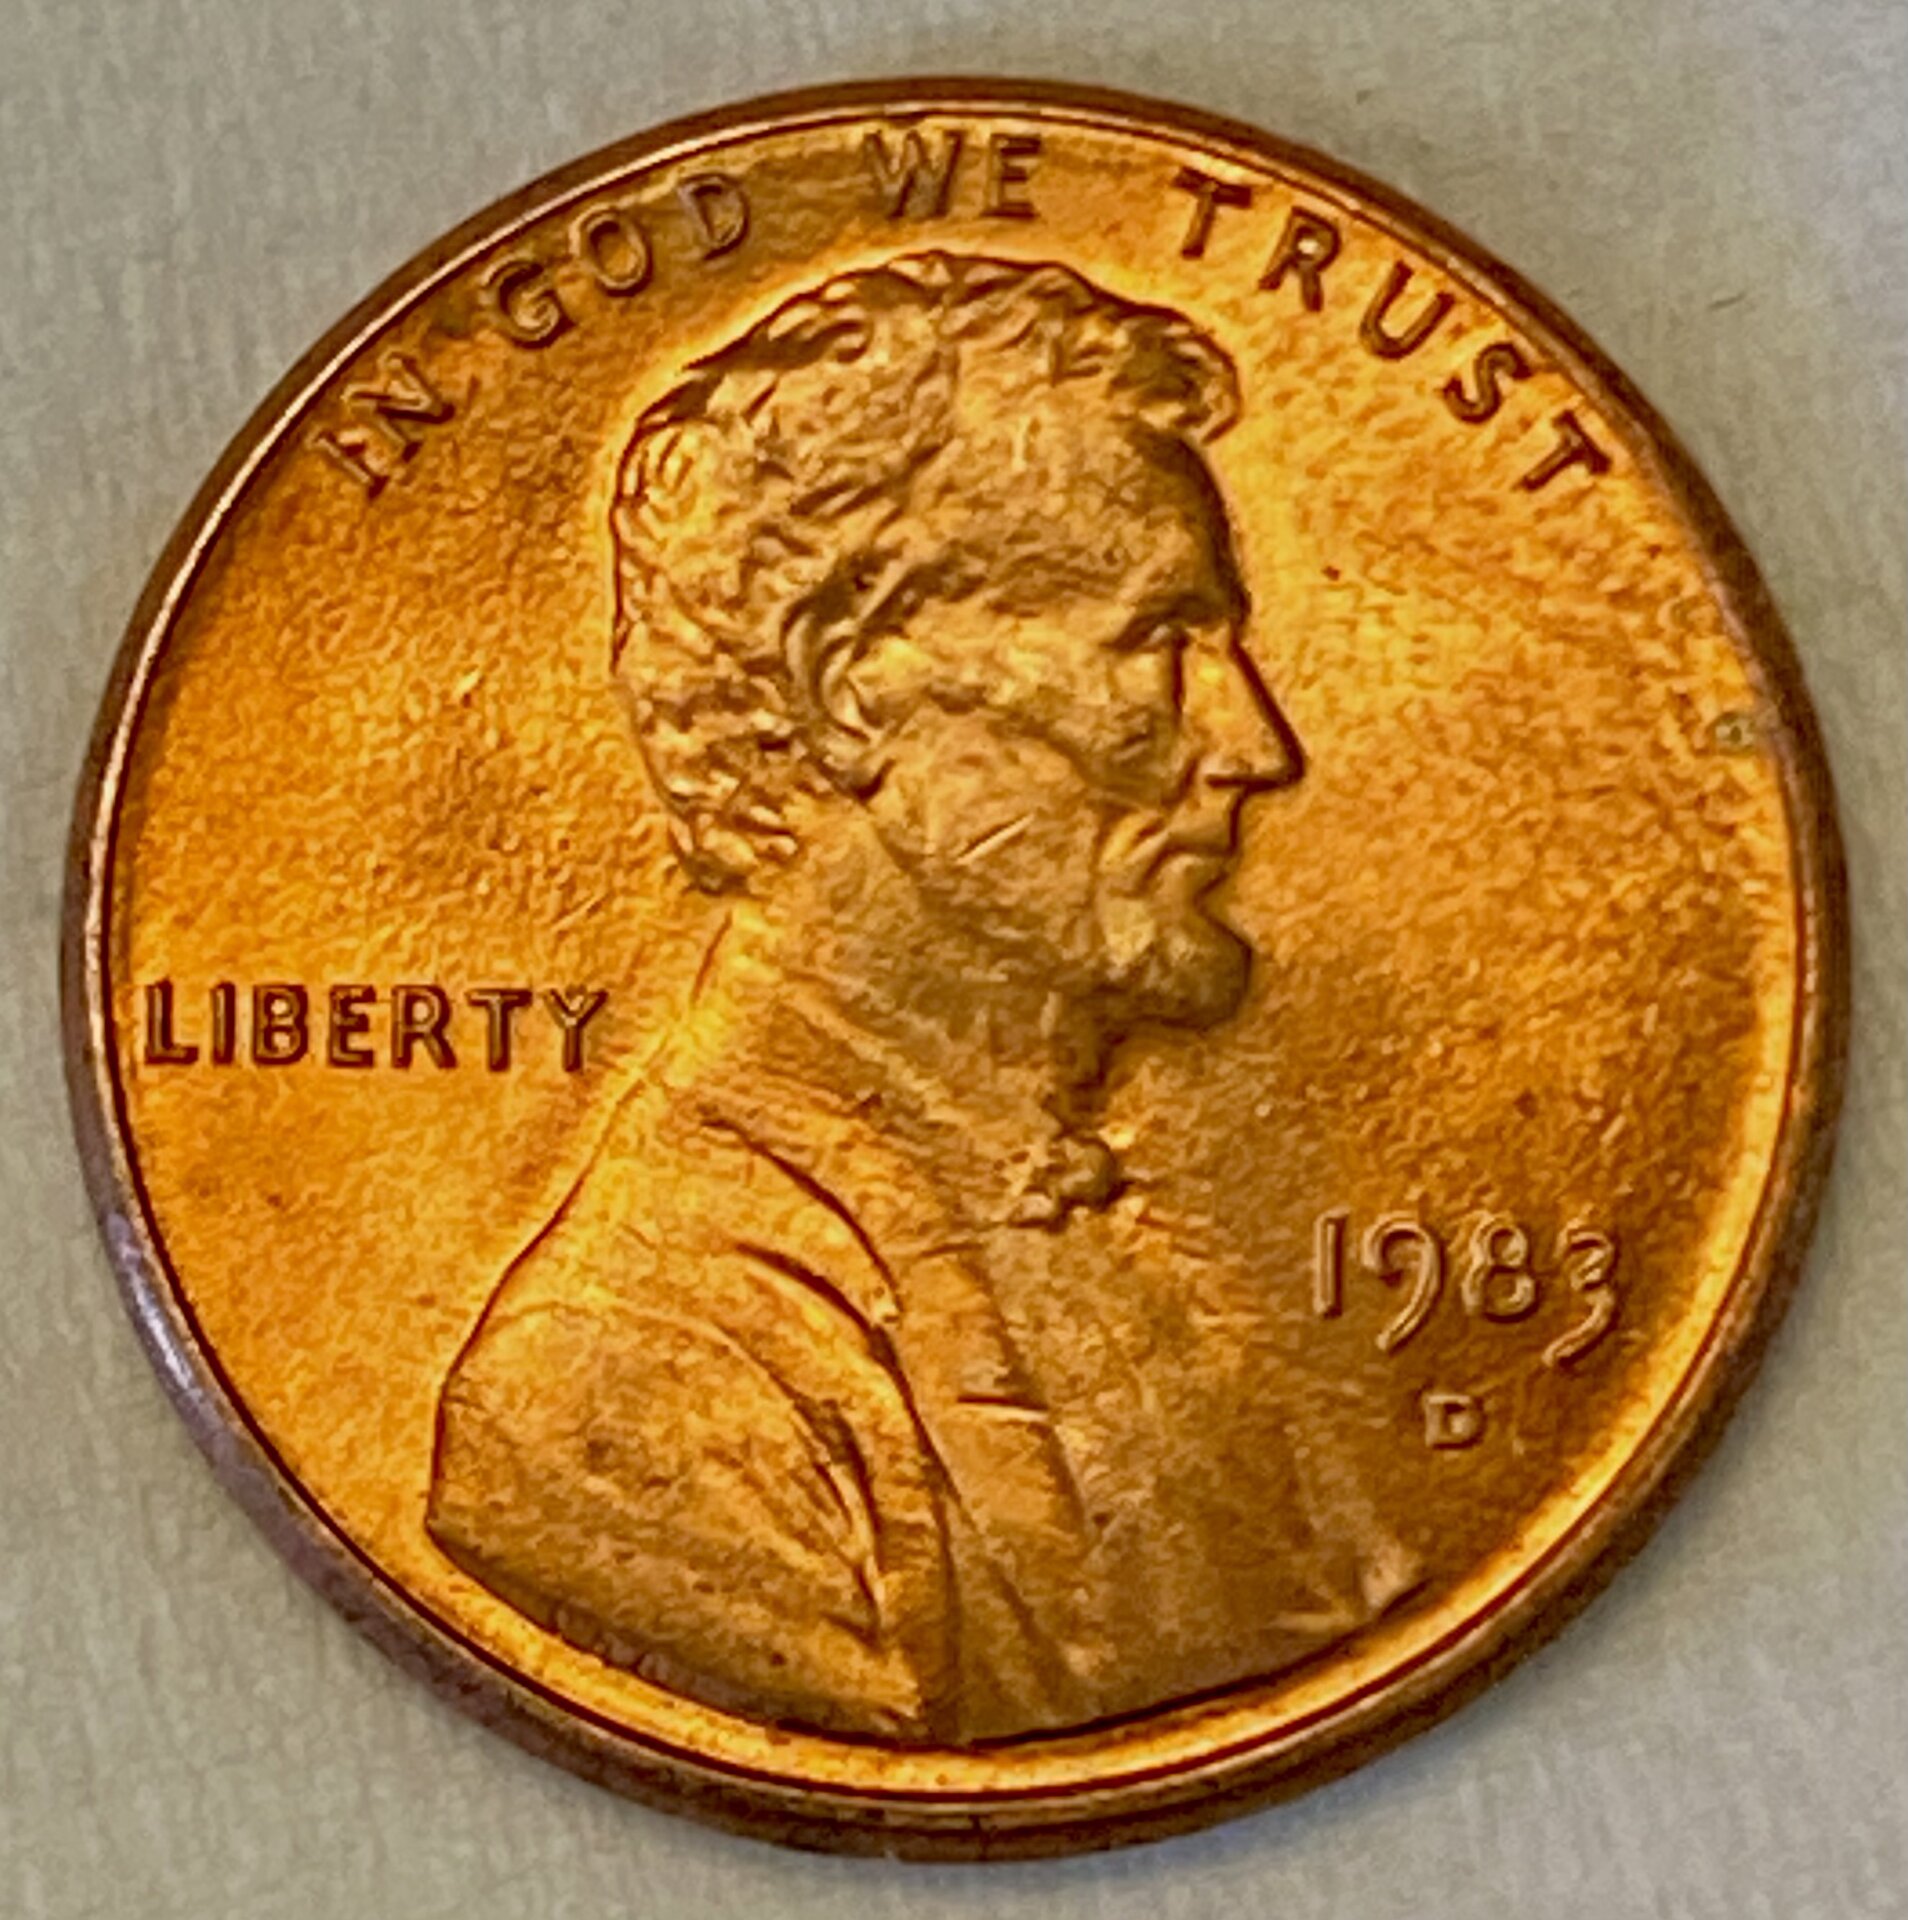 IN GOD WE TRUST
LIBERTY
1983
D